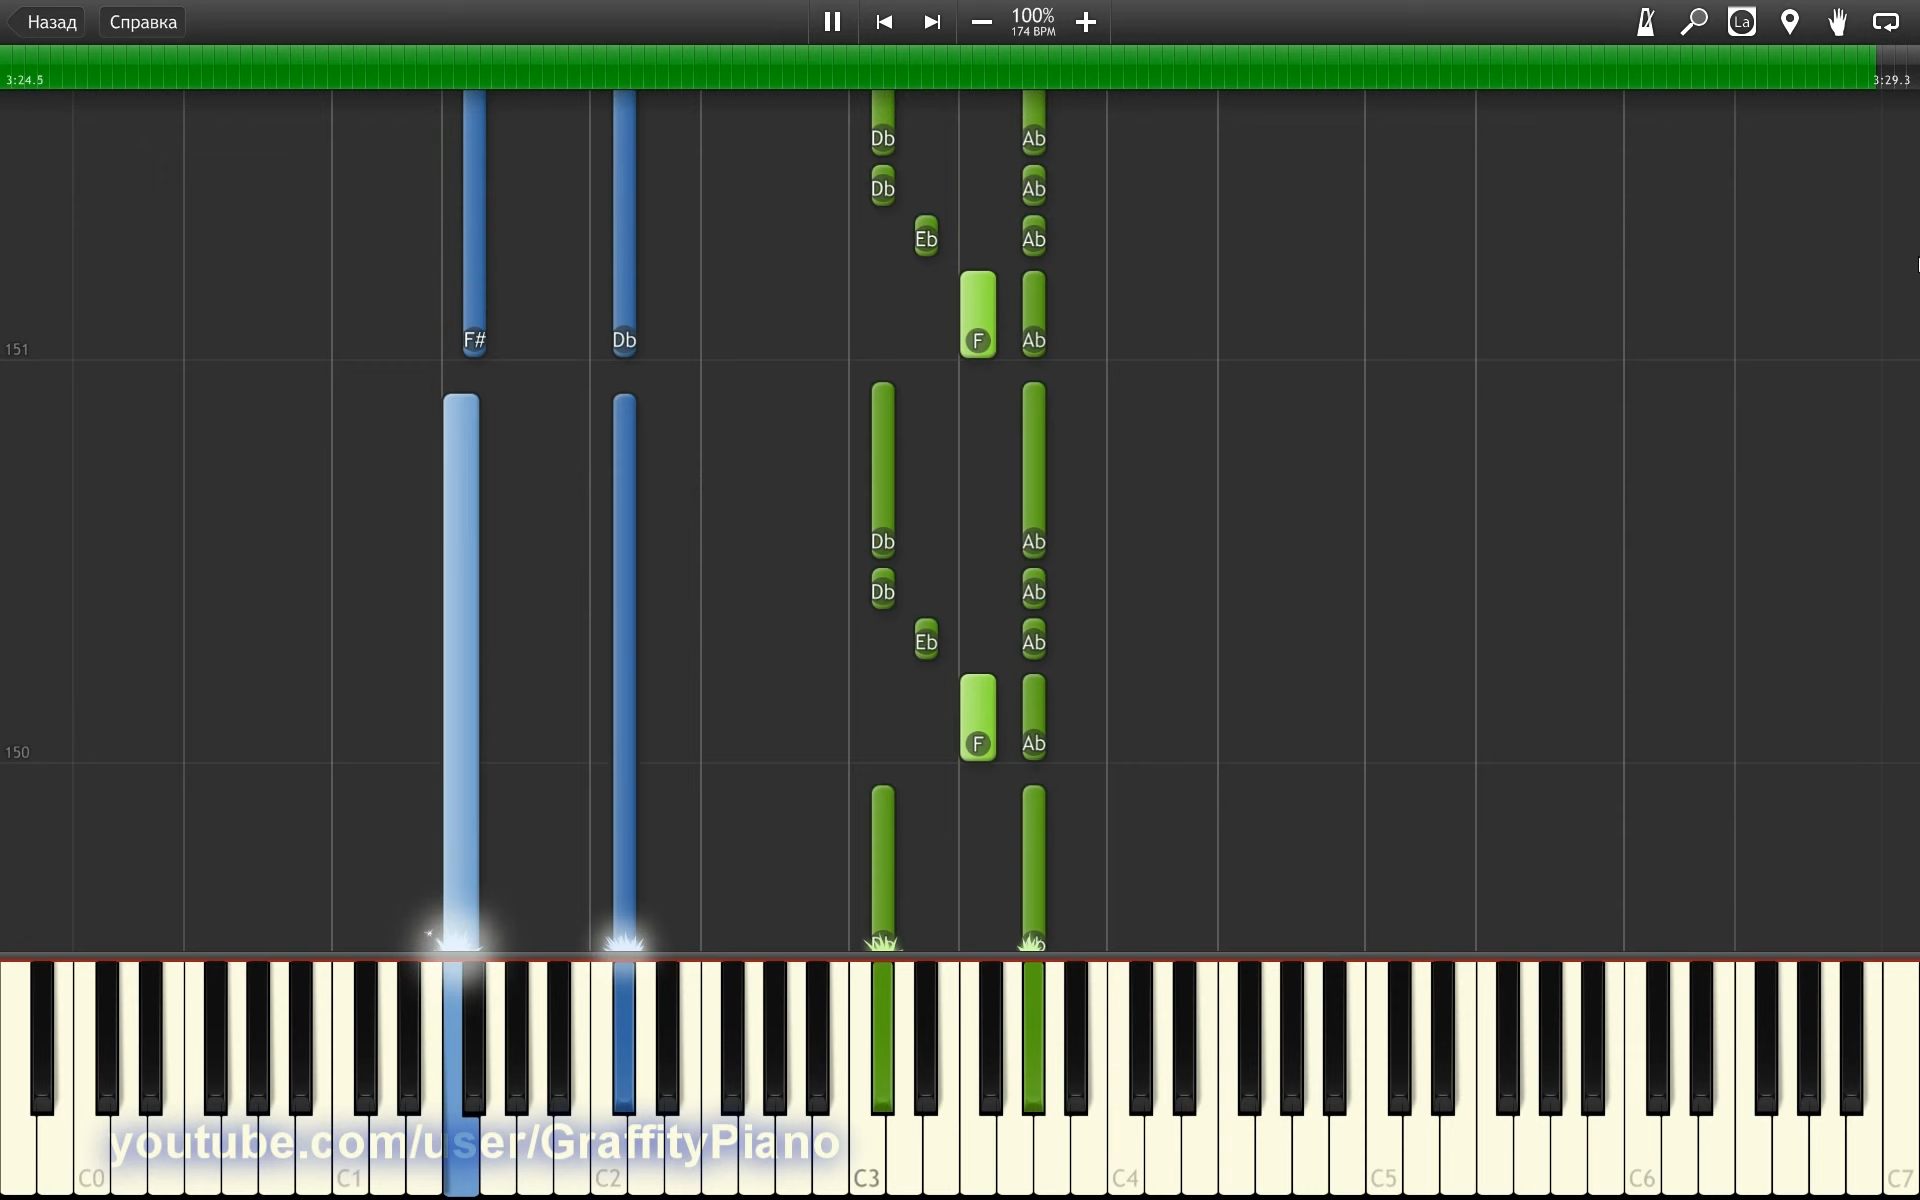 Назад Справка 100% La
174 BPM
3:24.5 3:29.3
Db Ab
Db Ab
Eb Ab
F# Db F Ab
151
Db Ab
Db Ab
Eb Ab
F Ab
150
youtube.com/user/GraffityPiano
C0 C1 C2 C3 C4 C5 C6 C7